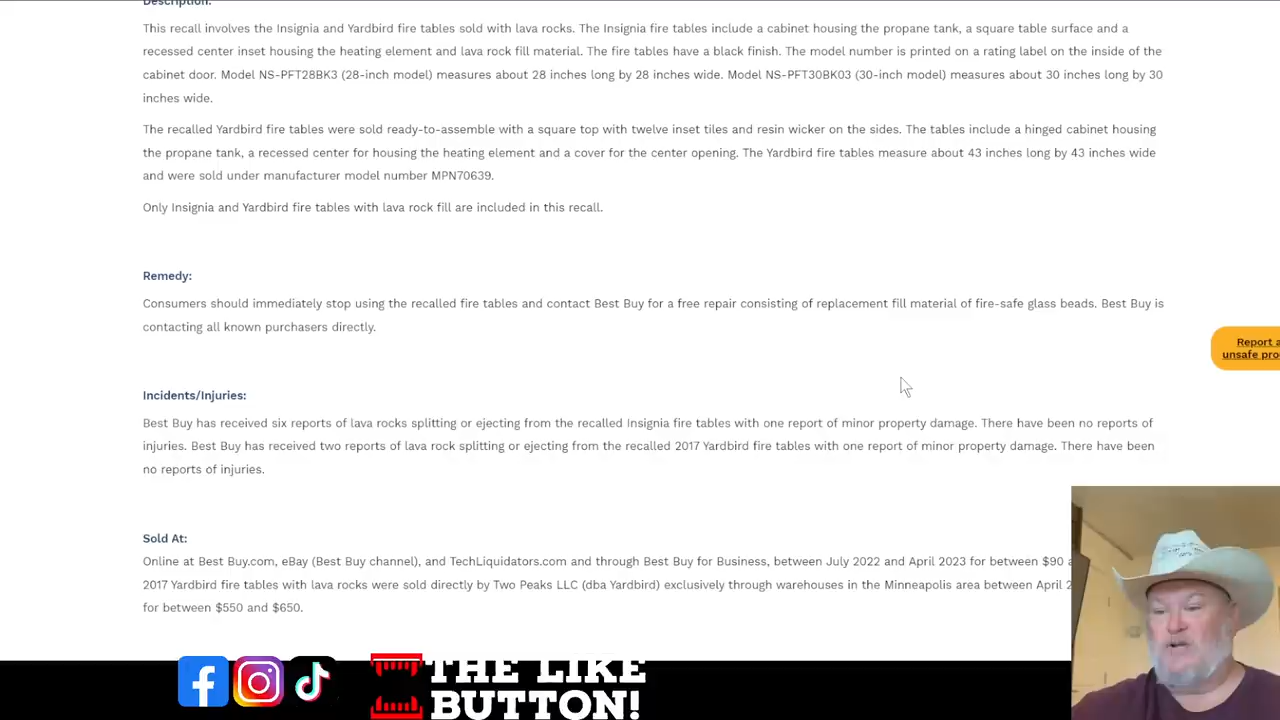 Description:
This recall involves the Insignia and Yardbird fire tables sold with lava rocks. The Insignia fire tables include a cabinet housing the propane tank, a square table surface and a
recessed center inset housing the heating element and lava rock fill material. The fire tables have a black finish. The model number is printed on a rating label on the inside of the
cabinet door. Model NS-PFT28BK3 (28-inch model) measures about 28 inches long by 28 inches wide. Model NS-PFT30BK03 (30-inch model) measures about 30 inches long by 30
inches wide.
The recalled Yardbird fire tables were sold ready-to-assemble with a square top with twelve inset tiles and resin wicker on the sides. The tables include a hinged cabinet housing
the propane tank, a recessed center for housing the heating element and a cover for the center opening. The Yardbird fire tables measure about 43 inches long by 43 inches wide
and were sold under manufacturer model number MPN70639.
Only Insignia and Yardbird fire tables with lava rock fill are included in this recall.
Remedy:
Consumers should immediately stop using the recalled fire tables and contact Best Buy for a free repair consisting of replacement fill material of fire-safe glass beads. Best Buy is
contacting all known purchasers directly.
Report a
unsafe pro
Incidents/Injuries:
Best Buy has received six reports of lava rocks splitting or ejecting from the recalled Insignia fire tables with one report of minor property damage. There have been no reports of
injuries. Best Buy has received two reports of lava rock splitting or ejecting from the recalled 2017 Yardbird fire tables with one report of minor property damage. There have been
no reports of injuries.
Sold At:
Online at Best Buy.com, eBay (Best Buy channel), and TechLiquidators.com and through Best Buy for Business, between July 2022 and April 2023 for between $90 a
2017 Yardbird fire tables with lava rocks were sold directly by Two Peaks LLC (dba Yardbird) exclusively through warehouses in the Minneapolis area between April 2
for between $550 and $650.
THE LIKE
BUTTON!